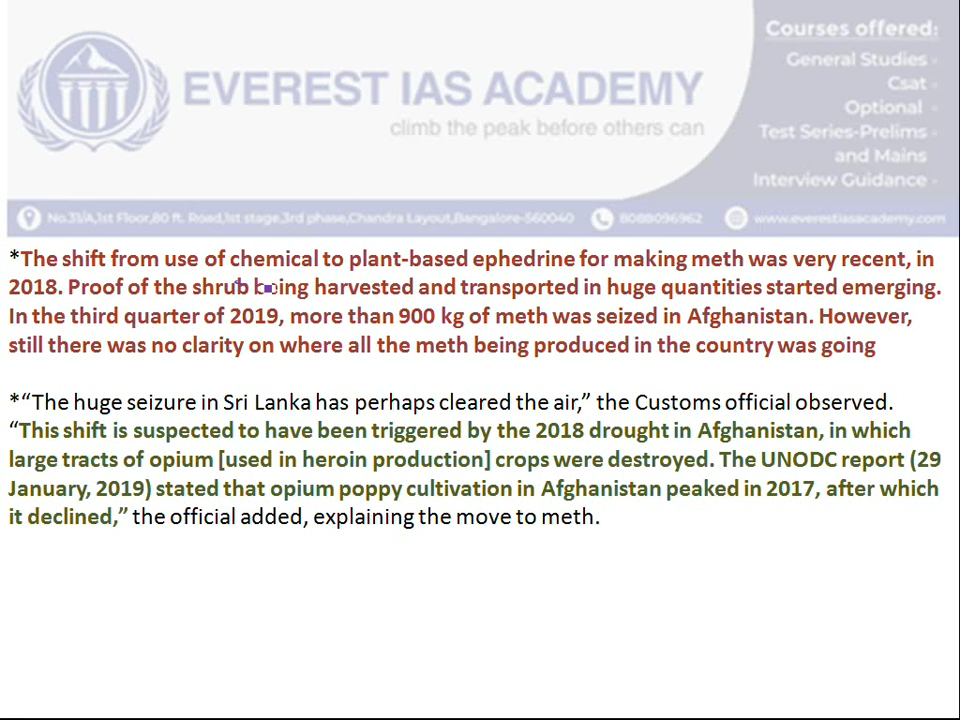 EVEREST IAS ACADEMY
climb the peak before others can
Courses offered:
General Studies -
Csat -
Optional -
Test Series-Prelims -
and Mains
Interview Guidance -
No.31/A,1st Floor,80 ft. Road,1st stage,3rd phase,Chandra Layout,Bangalore-560040
8088096962
www.everestiasacademy.com
*The shift from use of chemical to plant-based ephedrine for making meth was very recent, in
2018. Proof of the shrub being harvested and transported in huge quantities started emerging.
In the third quarter of 2019, more than 900 kg of meth was seized in Afghanistan. However,
still there was no clarity on where all the meth being produced in the country was going
*“The huge seizure in Sri Lanka has perhaps cleared the air,” the Customs official observed.
“This shift is suspected to have been triggered by the 2018 drought in Afghanistan, in which
large tracts of opium [used in heroin production] crops were destroyed. The UNODC report (29
January, 2019) stated that opium poppy cultivation in Afghanistan peaked in 2017, after which
it declined,” the official added, explaining the move to meth.